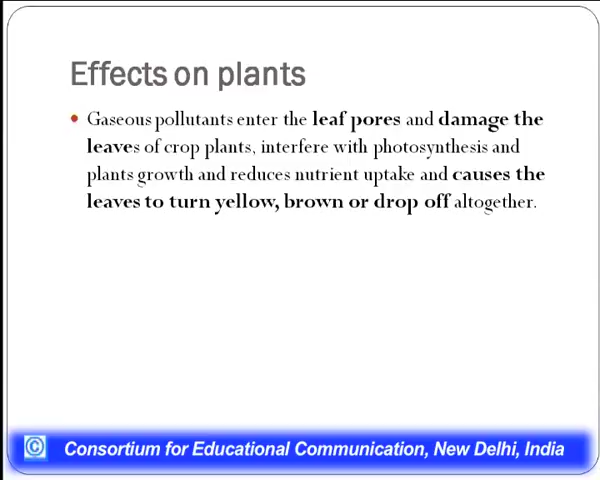 Effects on plants
• Gaseous pollutants enter the leaf pores and damage the
leaves of crop plants, interfere with photosynthesis and
plants growth and reduces nutrient uptake and causes the
leaves to turn yellow, brown or drop off altogether.
© Consortium for Educational Communication, New Delhi, India